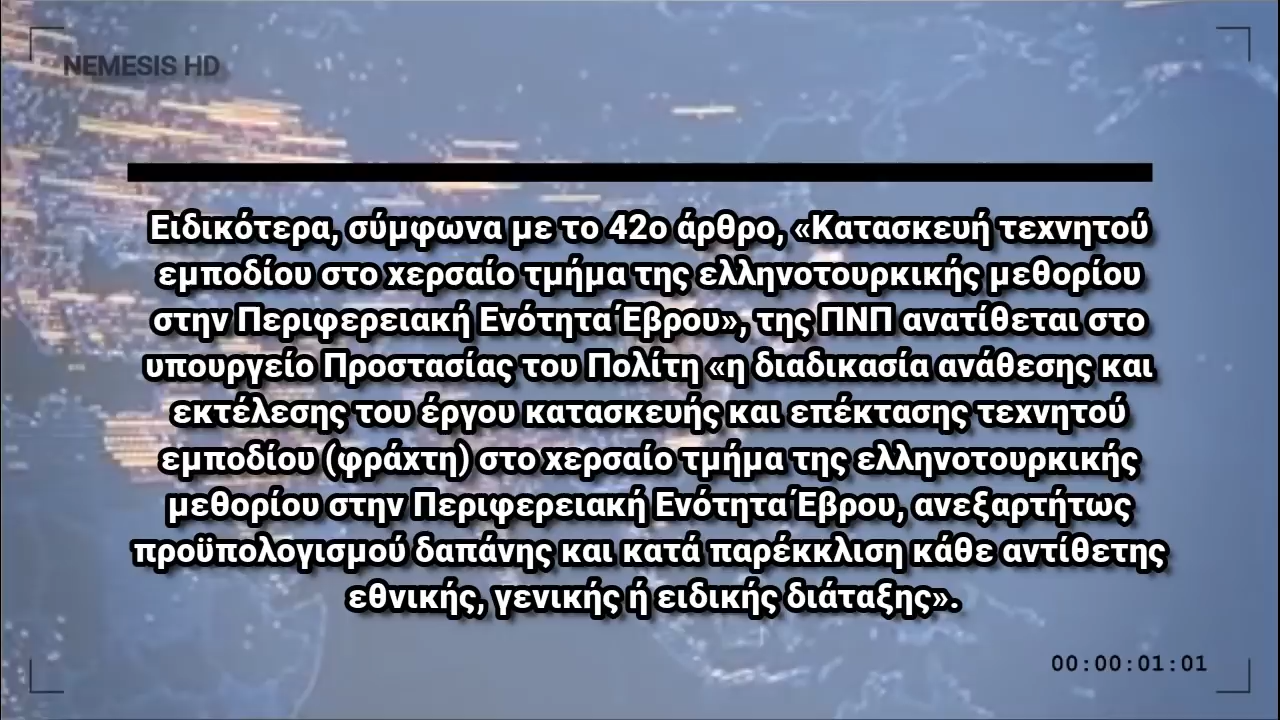 NEMESIS HD
Ειδικότερα, σύμφωνα με το 42ο άρθρο, «Κατασκευή τεχνητού
εμποδίου στο χερσαίο τμήμα της ελληνοτουρκικής μεθορίου
στην Περιφερειακή Ενότητα Έβρου», της ΠΝΠ ανατίθεται στο
υπουργείο Προστασίας του Πολίτη «η διαδικασία ανάθεσης και
εκτέλεσης του έργου κατασκευής και επέκτασης τεχνητού
εμποδίου (φράχτη) στο χερσαίο τμήμα της ελληνοτουρκικής
μεθορίου στην Περιφερειακή Ενότητα Έβρου, ανεξαρτήτως
προϋπολογισμού δαπάνης και κατά παρέκκλιση κάθε αντίθετης
εθνικής, γενικής ή ειδικής διάταξης».
00:00:01:01